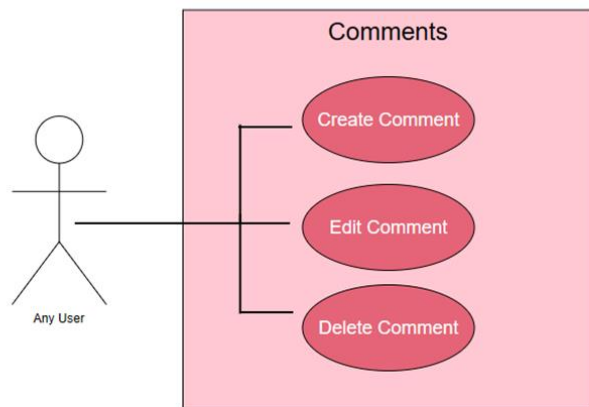 Comments
Create Comment
Edit Comment
Delete Comment
Any User